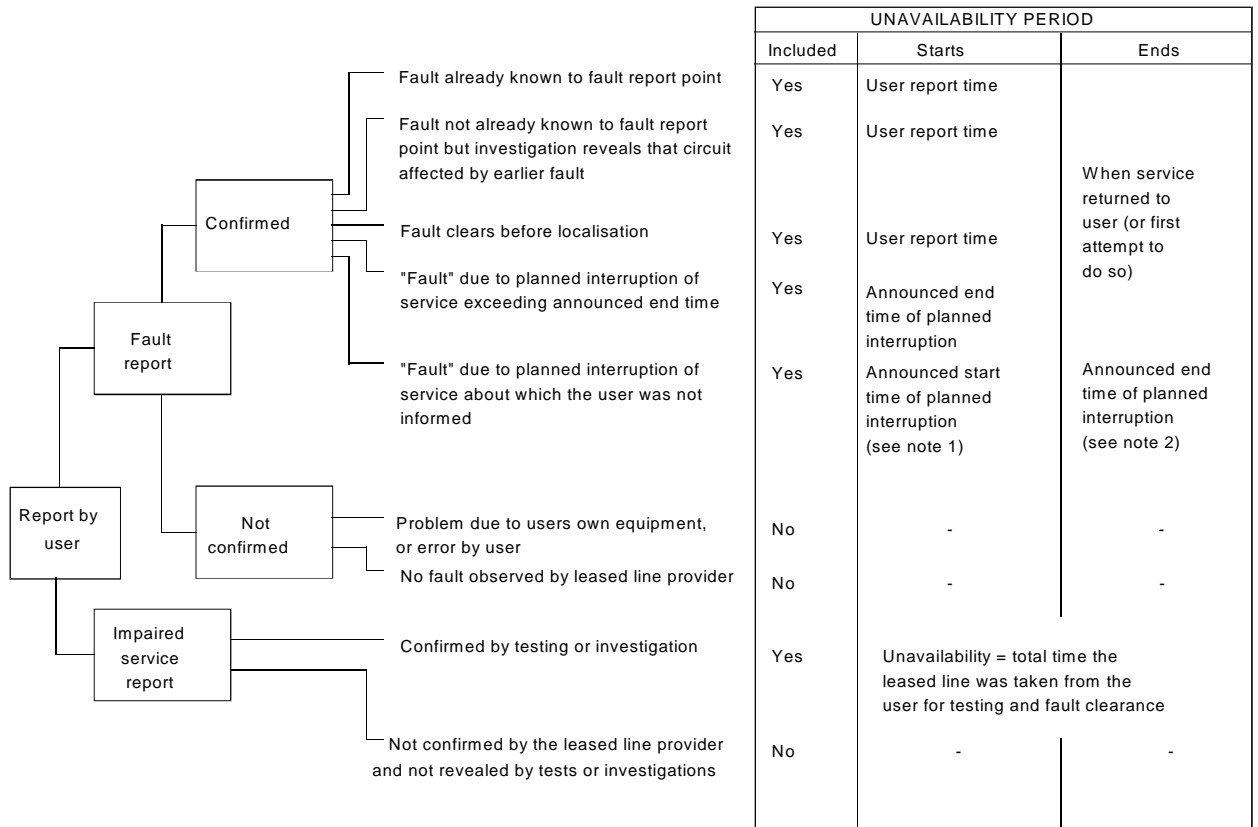 UNAVAILABILITY PERIOD
Included Starts Ends
Fault already known to fault report point
Yes User report time
Fault not already known to fault report
point but investigation reveals that circuit
affected by earlier fault
Yes User report time
When service
returned to
user (or first
attempt to
do so)
Confirmed
Fault clears before localisation
Yes User report time
"Fault" due to planned interruption of
service exceeding announced end time
Yes Announced end
time of planned
interruption
Fault
report
"Fault" due to planned interruption of
service about which the user was not
informed
Yes Announced start
time of planned
interruption
(see note 1)
Announced end
time of planned
interruption
(see note 2)
Report by
user
Not
confirmed
Problem due to users own equipment,
or error by user
No - -
No fault observed by leased line provider
No - -
Impaired
service
report
Confirmed by testing or investigation
Yes Unavailability = total time the
leased line was taken from the
user for testing and fault clearance
Not confirmed by the leased line provider
and not revealed by tests or investigations
No - -